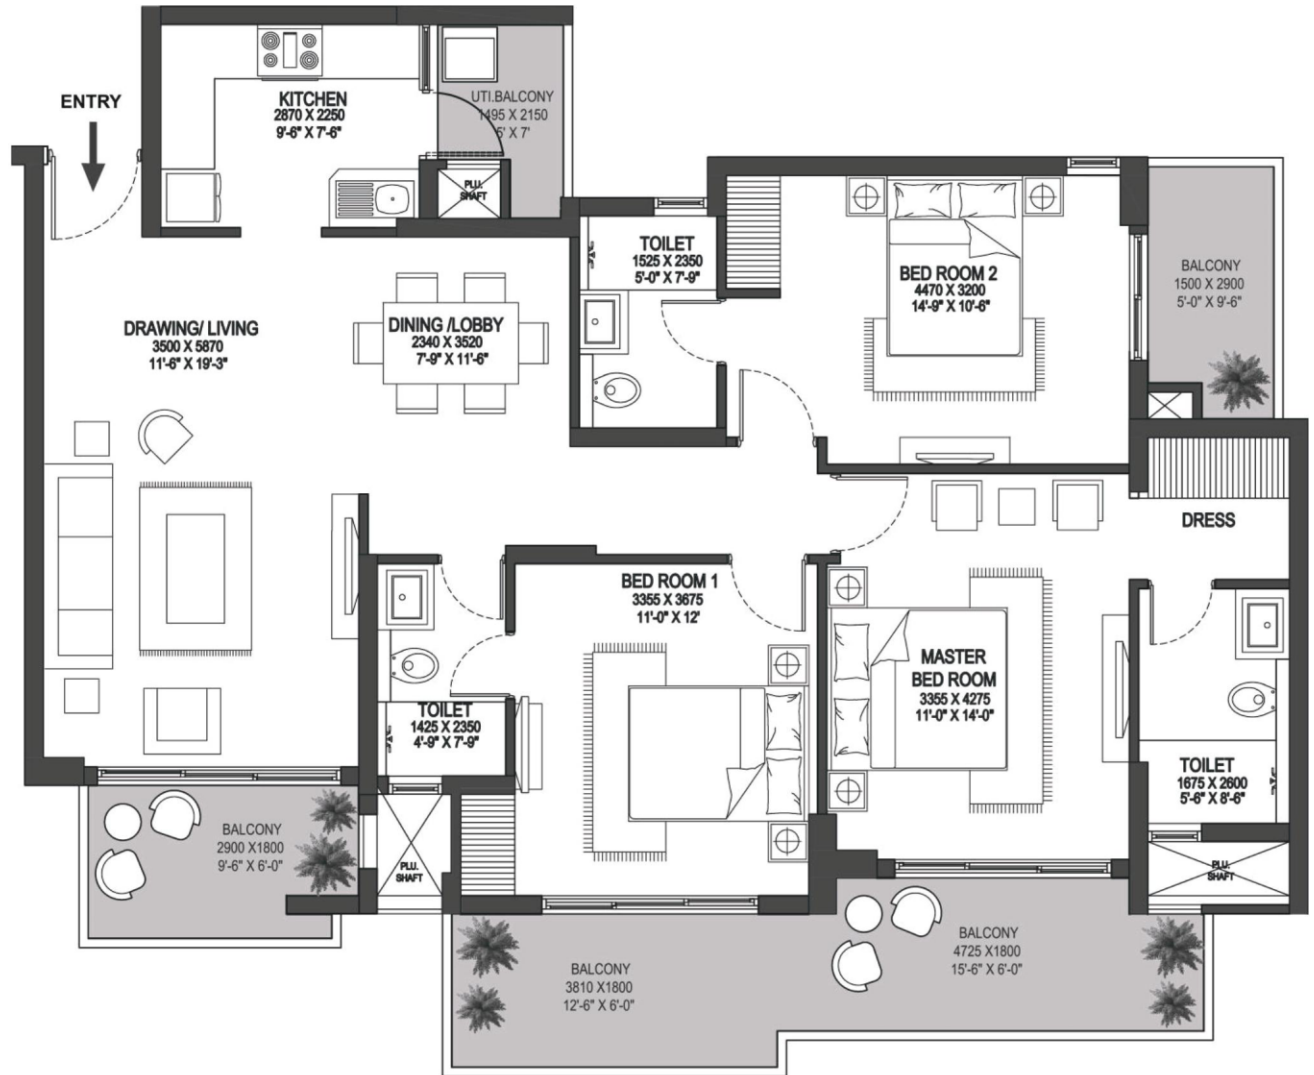 ENTRY
KITCHEN
2870 X 2250
9'-6" X 7'-6"
UTI.BALCONY
1495 X 2150
5' X 7'
PLU.
SHAFT
TOILET
1525 X 2350
5'-0" X 7'-9"
BED ROOM 2
4470 X 3200
14'-9" X 10'-6"
BALCONY
1500 X 2900
5'-0" X 9'-6"
DRAWING/ LIVING
3500 X 5870
11'-6" X 19'-3"
DINING /LOBBY
2340 X 3520
7'-9" X 11'-6"
DRESS
BED ROOM 1
3355 X 3675
11'-0" X 12'
MASTER
BED ROOM
3355 X 4275
11'-0" X 14'-0"
TOILET
1425 X 2350
4'-9" X 7'-9"
TOILET
1675 X 2600
5'-6" X 8'-6"
BALCONY
2900 X1800
9'-6" X 6'-0"
PLU.
SHAFT
PLU.
SHAFT
BALCONY
3810 X1800
12'-6" X 6'-0"
BALCONY
4725 X1800
15'-6" X 6'-0"